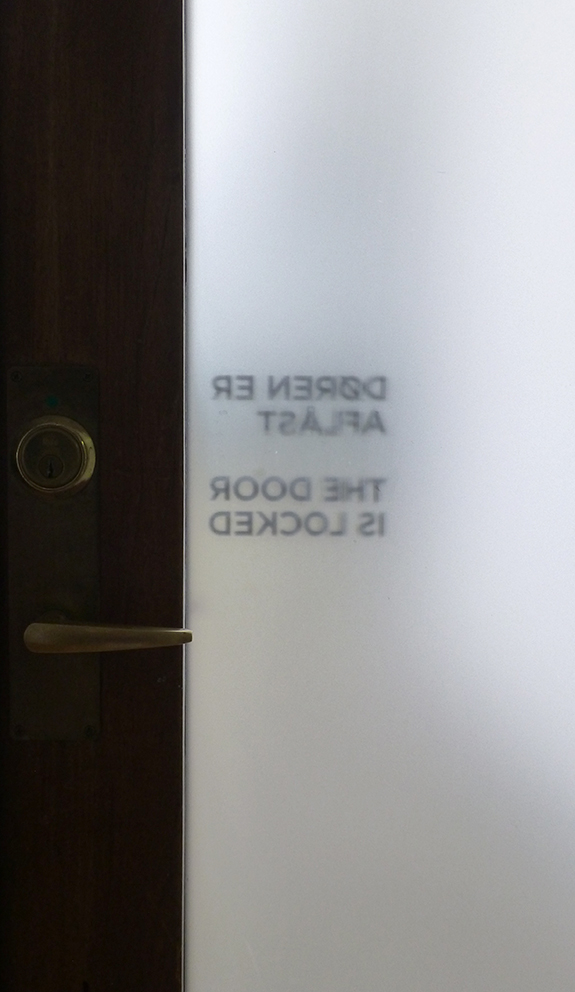 DØREN ER
AFLÅST
THE DOOR
IS LOCKED